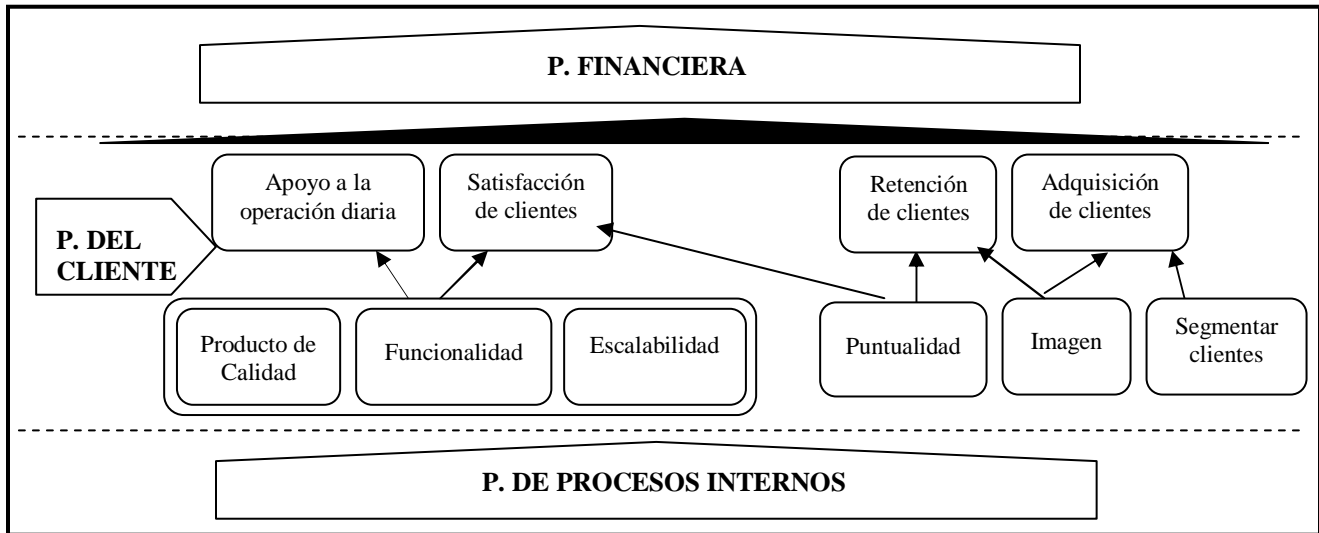 P. FINANCIERA
Apoyo a la
operación diaria
Satisfacción
de clientes
Retención
de clientes
Adquisición
de clientes
P. DEL
CLIENTE
Producto de
Calidad
Funcionalidad
Escalabilidad
Puntualidad
Imagen
Segmentar
clientes
P. DE PROCESOS INTERNOS